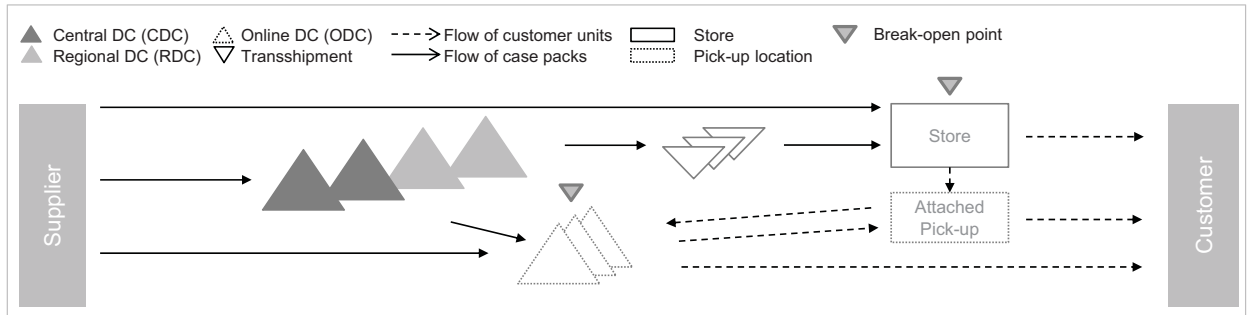 Central DC (CDC)
Online DC (ODC)
Flow of customer units
Store
Break-open point
Regional DC (RDC)
Transshipment
Flow of case packs
Pick-up location
Supplier
Store
Attached
Pick-up
Customer